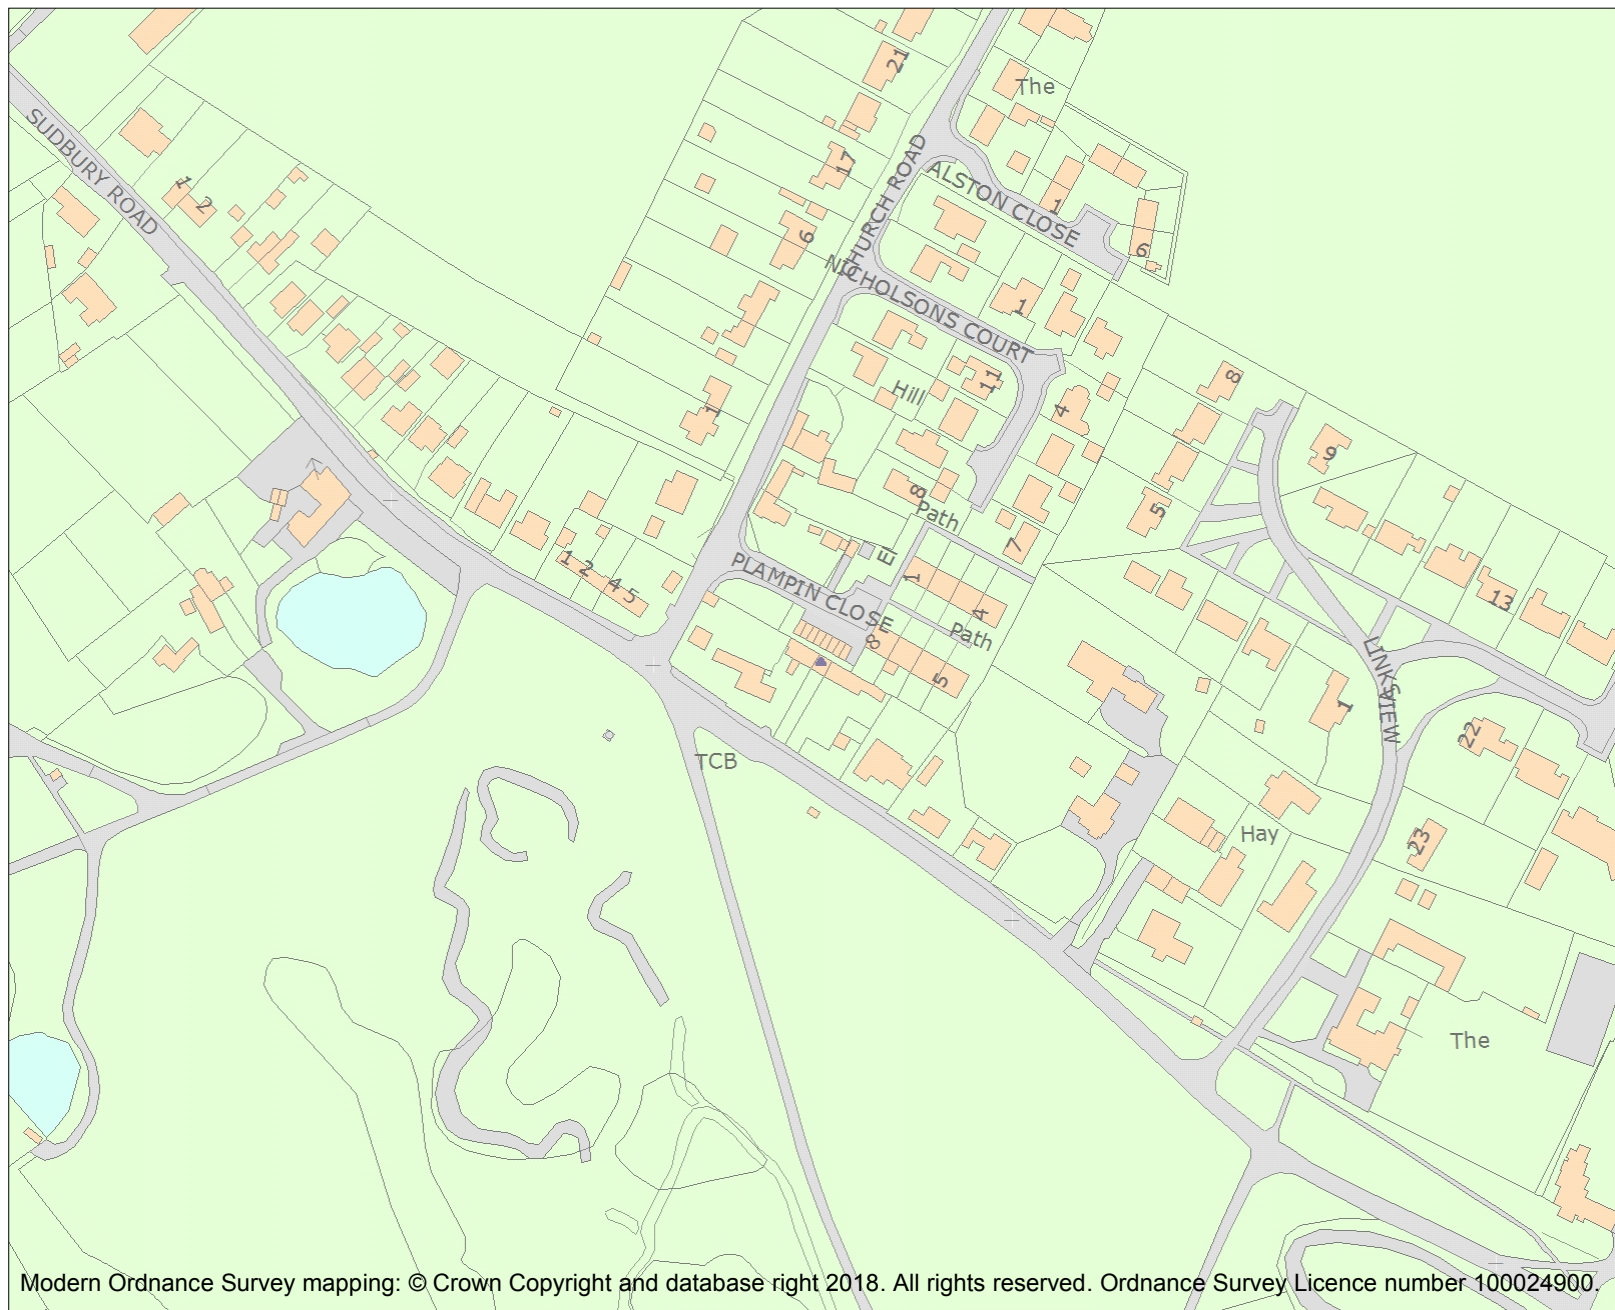 21
The
SUDBURY ROAD
17
CHURCH ROAD
ALSTON CLOSE
1 2
1
6
9
NICHOLSONS COURT
1
11
8
Hill
4
1
9
8
Path
5
7
El
1 2 4 5
PLAMPIN CLOSE
1
4
Path
8
5
LINKSVIEW
13
1
22
TCB
Hay
23
The
Modern Ordnance Survey mapping: © Crown Copyright and database right 2018. All rights reserved. Ordnance Survey Licence number 100024900.